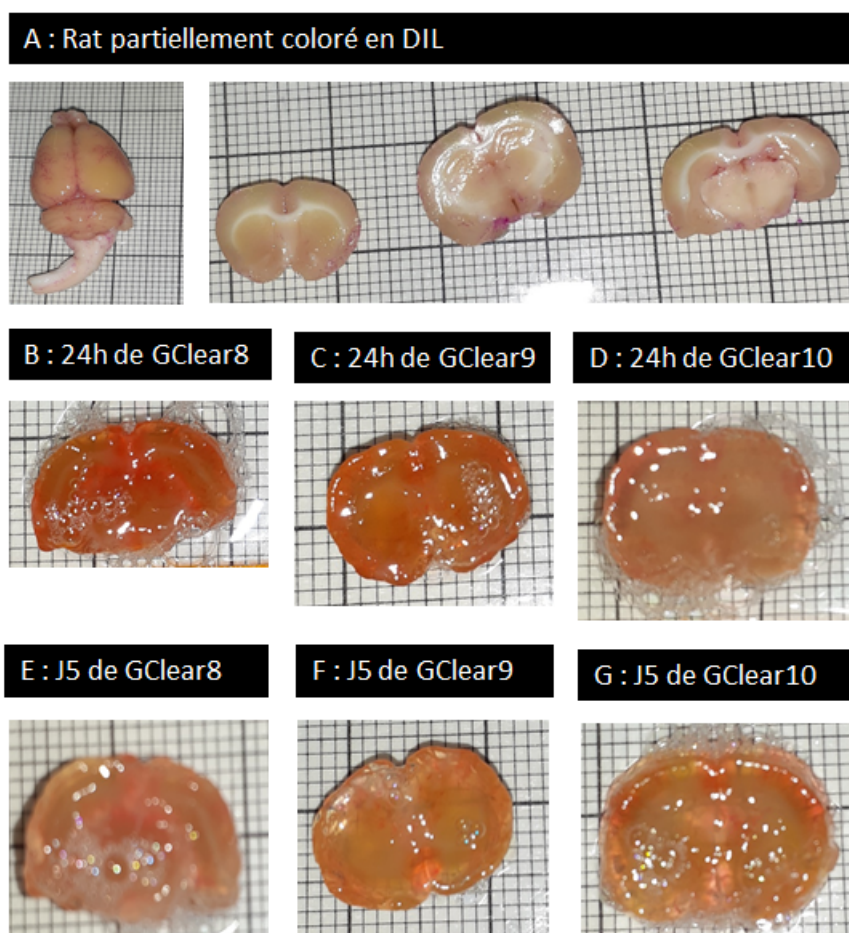 A : Rat partiellement coloré en DIL
B : 24h de GClear8
C : 24h de GClear9
D : 24h de GClear10
E : J5 de GClear8
F : J5 de GClear9
G : J5 de GClear10